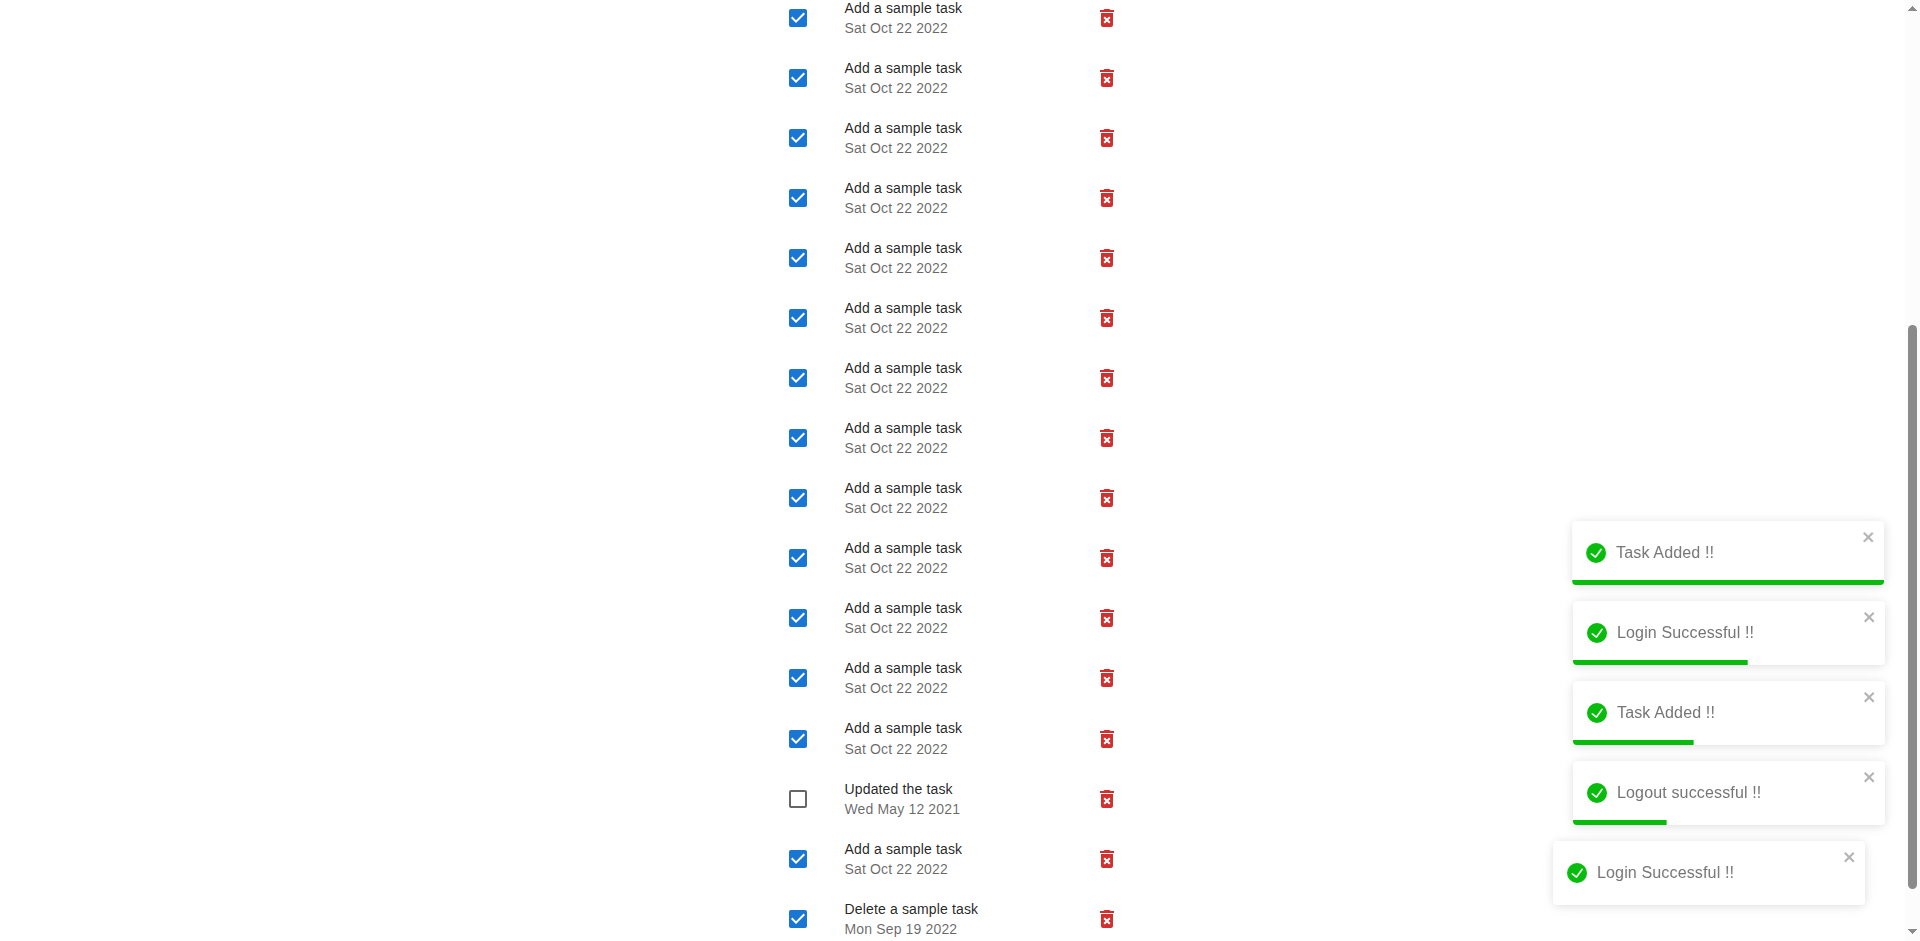 Add a sample task
Sat Oct 22 2022
Add a sample task
Sat Oct 22 2022
Add a sample task
Sat Oct 22 2022
Add a sample task
Sat Oct 22 2022
Add a sample task
Sat Oct 22 2022
Add a sample task
Sat Oct 22 2022
Add a sample task
Sat Oct 22 2022
Add a sample task
Sat Oct 22 2022
Add a sample task
Sat Oct 22 2022
Add a sample task
Sat Oct 22 2022
Add a sample task
Sat Oct 22 2022
Add a sample task
Sat Oct 22 2022
Add a sample task
Sat Oct 22 2022
Updated the task
Wed May 12 2021
Add a sample task
Sat Oct 22 2022
Delete a sample task
Mon Sep 19 2022
Task Added !!
Login Successful !!
Task Added !!
Logout successful !!
Login Successful !!